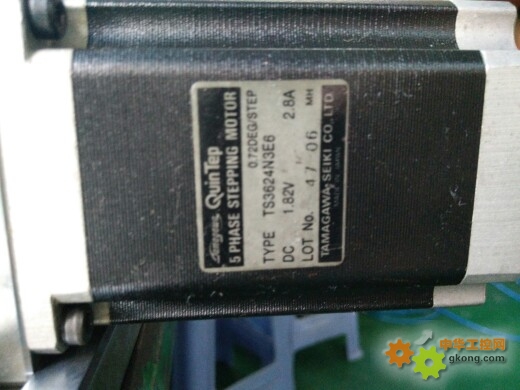 QuinTep
5 PHASE STEPPING MOTOR
0.72DEG/STEP
TYPE TS3624N3E6
DC 1.82V 2.8A
LOT No. 47 06 MH
TAMAGAWA SEIKI CO., LTD.
MADE IN JAPAN
中华工控网
gkong.com